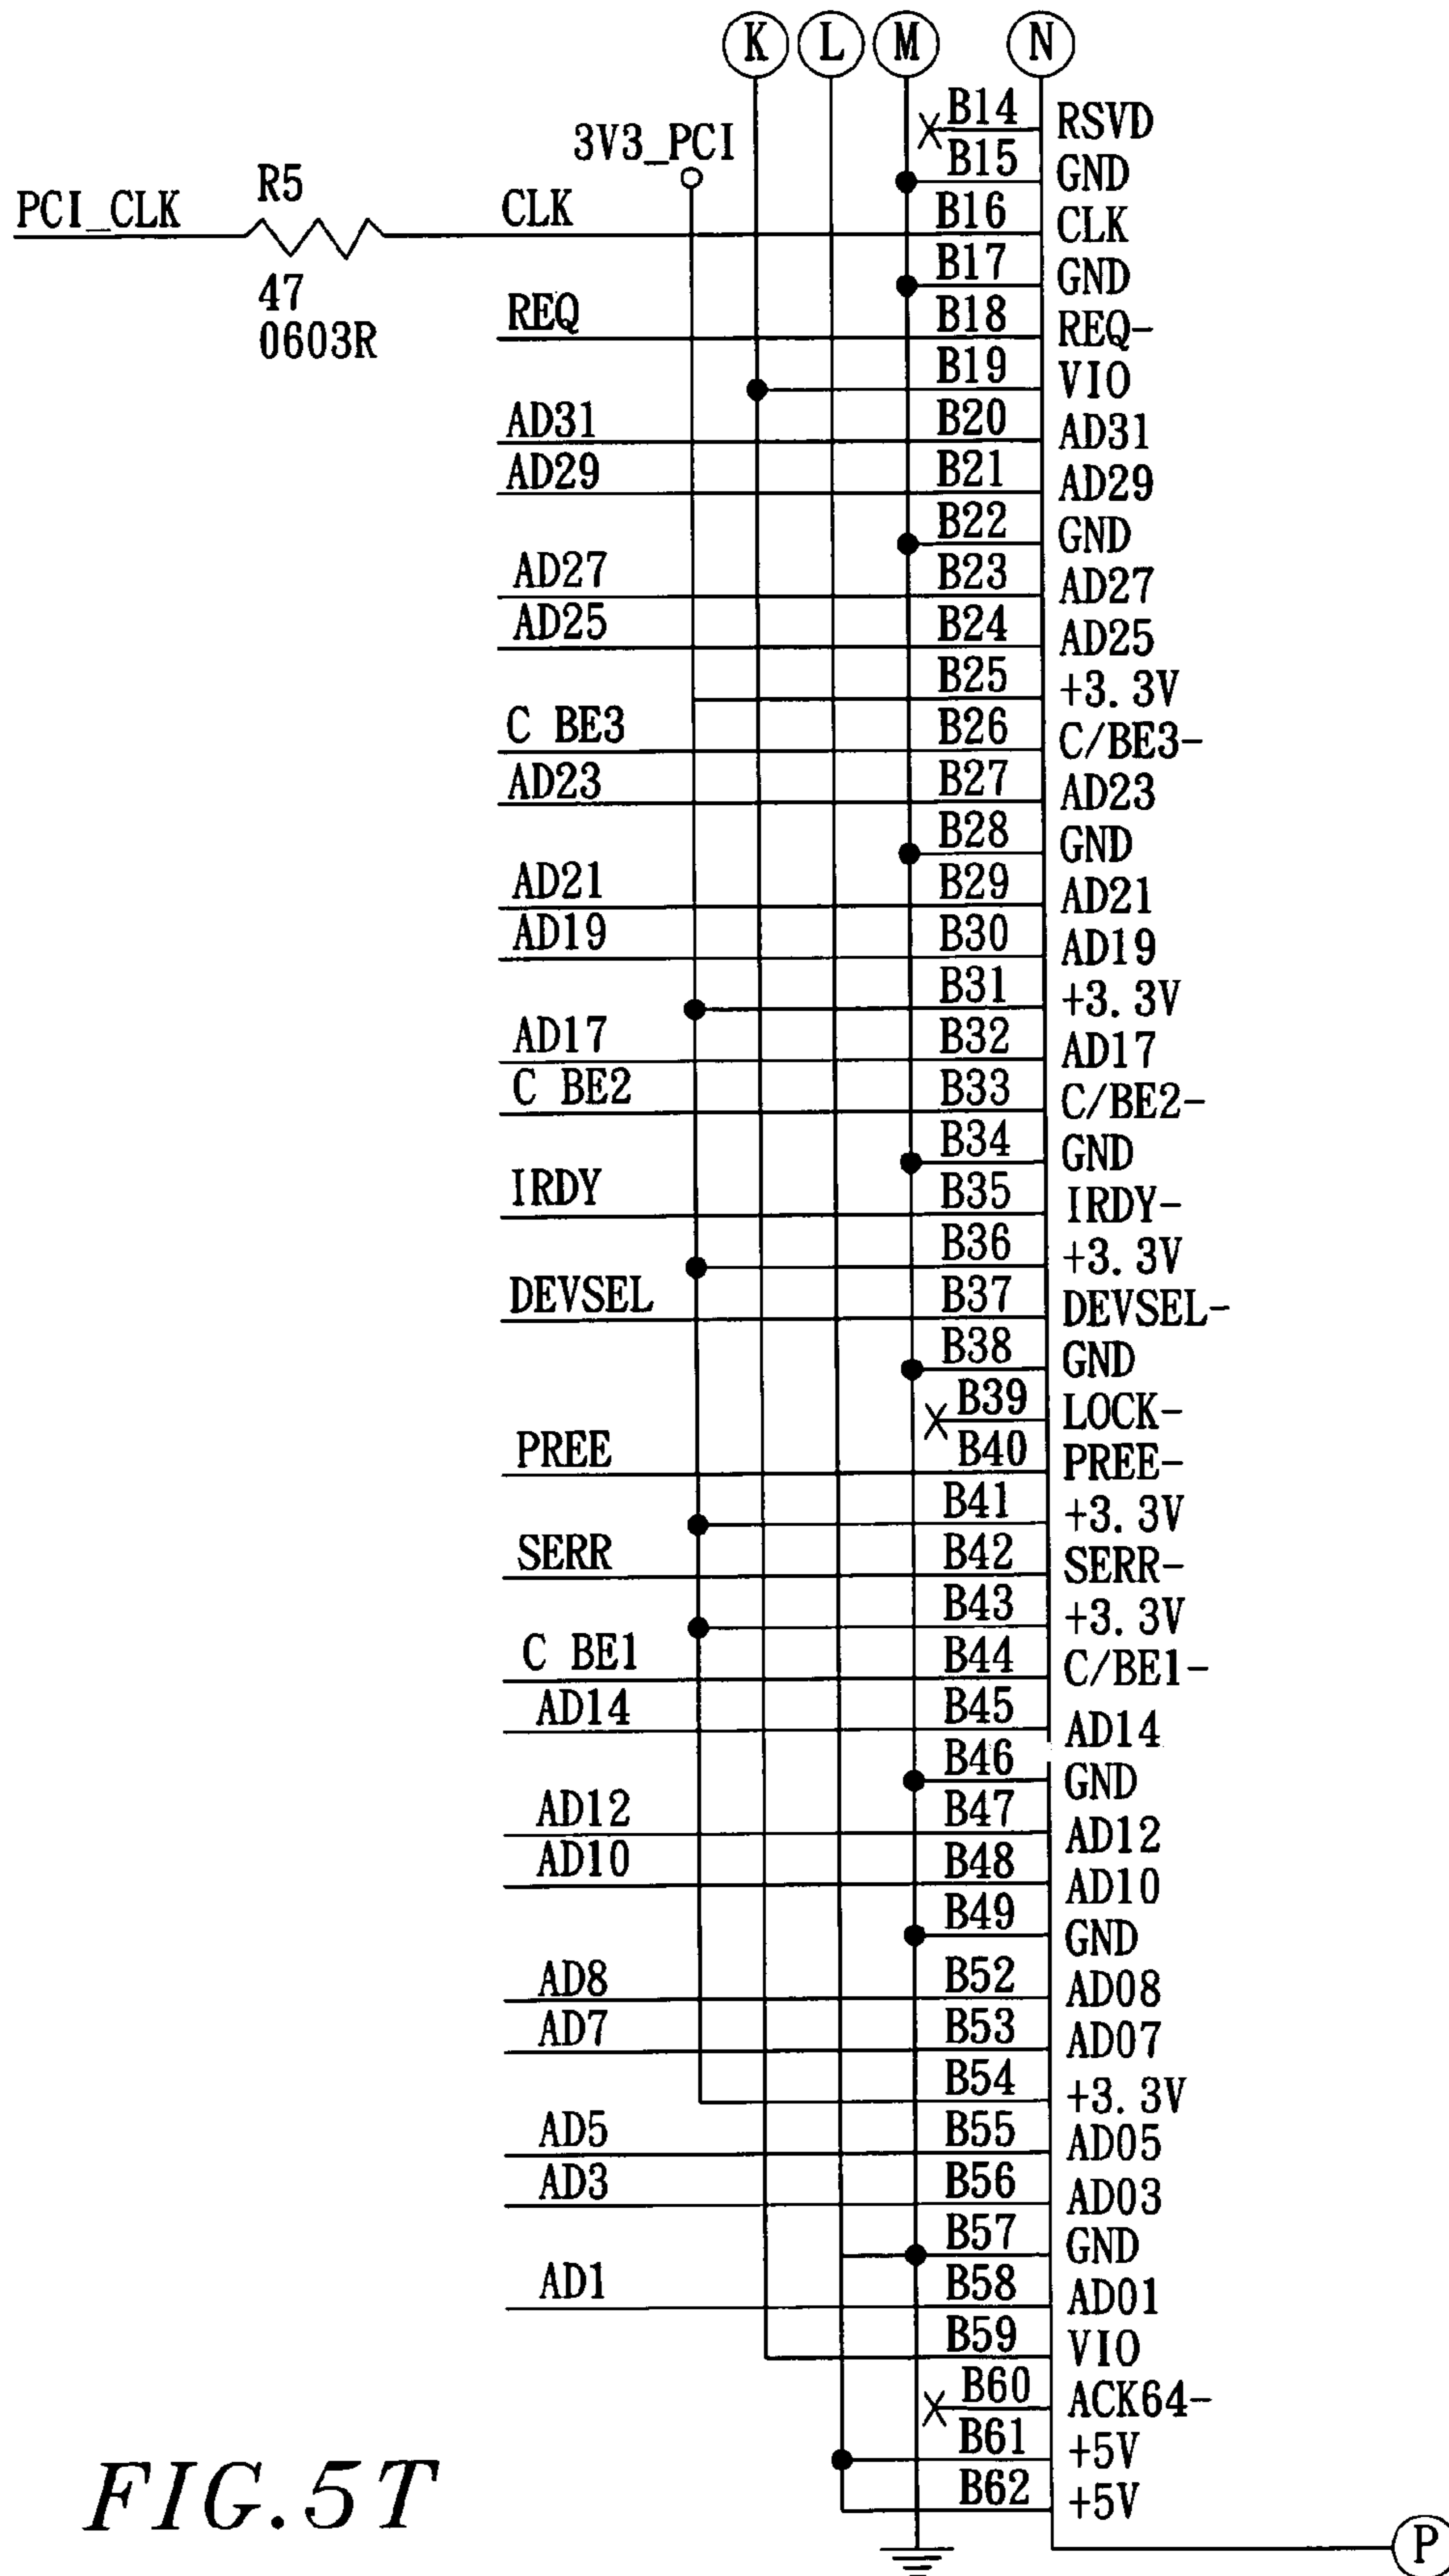 K L M N
B14 RSVD
3V3_PCI
B15 GND
R5
PCI_CLK CLK B16 CLK
B17 GND
47
0603R
REQ B18 REQ-
B19 VIO
AD31 B20 AD31
AD29 B21 AD29
B22 GND
AD27 B23 AD27
AD25 B24 AD25
B25 +3.3V
C BE3 B26 C/BE3-
AD23 B27 AD23
B28 GND
AD21 B29 AD21
AD19 B30 AD19
B31 +3.3V
AD17 B32 AD17
C BE2 B33 C/BE2-
B34 GND
IRDY B35 IRDY-
B36 +3.3V
DEVSEL B37 DEVSEL-
B38 GND
B39 LOCK-
PREE B40 PREE-
B41 +3.3V
SERR B42 SERR-
B43 +3.3V
C BE1 B44 C/BE1-
AD14 B45 AD14
B46 GND
AD12 B47 AD12
AD10 B48 AD10
B49 GND
AD8 B52 AD08
AD7 B53 AD07
B54 +3.3V
AD5 B55 AD05
AD3 B56 AD03
B57 GND
AD1 B58 AD01
B59 VIO
B60 ACK64-
B61 +5V
B62 +5V
P
FIG.5T